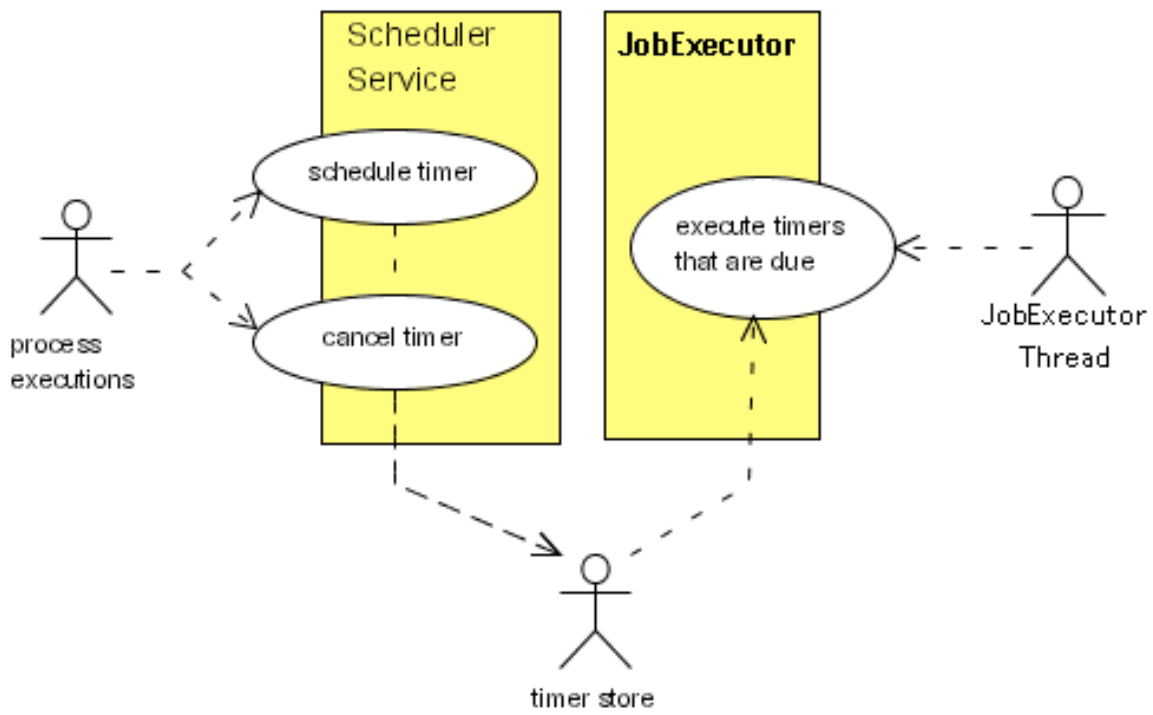 Scheduler
Service
JobExecutor
schedule timer
execute timers
that are due
cancel timer
process
executions
JobExecutor
Thread
timer store